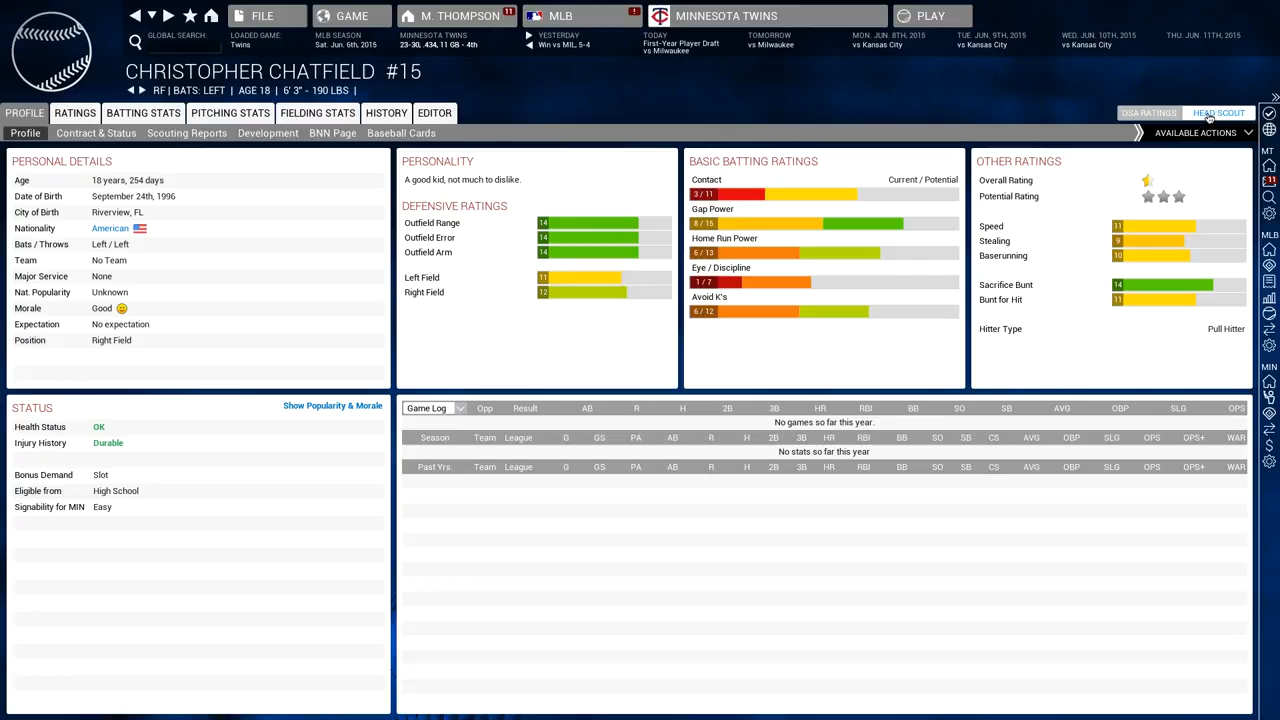 FILE
GAME
M. THOMPSON 11
MLB !
MINNESOTA TWINS
PLAY
GLOBAL SEARCH:
LOADED GAME:
Twins
MLB SEASON
Sat. Jun. 6th, 2015
MINNESOTA TWINS
23-30, .434, 11 GB - 4th
YESTERDAY
Win vs MIL, 5-4
TODAY
First-Year Player Draft
vs Milwaukee
TOMORROW
vs Milwaukee
MON. JUN. 8TH, 2015
vs Kansas City
TUE. JUN. 9TH, 2015
vs Kansas City
WED. JUN. 10TH, 2015
vs Kansas City
THU. JUN. 11TH, 2015
CHRISTOPHER CHATFIELD #15
RF | BATS: LEFT | AGE 18 | 6' 3" - 190 LBS |
PROFILE RATINGS BATTING STATS PITCHING STATS FIELDING STATS HISTORY EDITOR
OSA RATINGS HEAD SCOUT
Profile Contract & Status Scouting Reports Development BNN Page Baseball Cards
AVAILABLE ACTIONS
PERSONAL DETAILS
Age 18 years, 254 days
Date of Birth September 24th, 1996
City of Birth Riverview, FL
Nationality American
Bats / Throws Left / Left
Team No Team
Major Service None
Nat. Popularity Unknown
Morale Good
Expectation No expectation
Position Right Field
PERSONALITY
A good kid, not much to dislike.
DEFENSIVE RATINGS
Outfield Range 14
Outfield Error 14
Outfield Arm 14
Left Field 11
Right Field 12
BASIC BATTING RATINGS
Contact Current / Potential
3 / 11
Gap Power
8 / 15
Home Run Power
6 / 13
Eye / Discipline
1 / 7
Avoid K's
6 / 12
OTHER RATINGS
Overall Rating
Potential Rating
Speed 11
Stealing 9
Baserunning 10
Sacrifice Bunt 14
Bunt for Hit 11
Hitter Type Pull Hitter
MT
11
MLB
MIN
STATUS
Show Popularity & Morale
Health Status OK
Injury History Durable
Bonus Demand Slot
Eligible from High School
Signability for MIN Easy
Game Log Opp Result AB R H 2B 3B HR RBI BB SO SB AVG OBP SLG OPS
No games so far this year.
Season Team League G GS PA AB R H 2B 3B HR RBI BB SO SB CS AVG OBP SLG OPS OPS+ WAR
No stats so far this year
Past Yrs. Team League G GS PA AB R H 2B 3B HR RBI BB SO SB CS AVG OBP SLG OPS OPS+ WAR